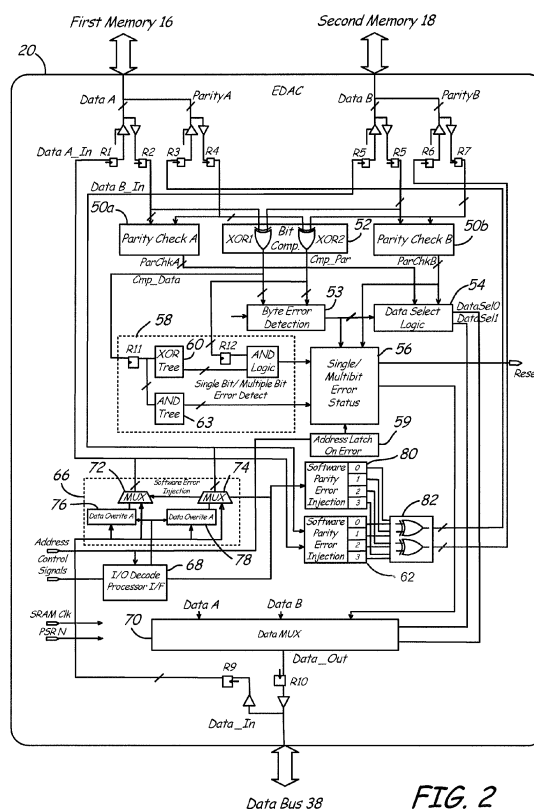 First Memory 16
Second Memory 18
20
EDAC
Data A
ParityA
Data B
ParityB
Data A_In
R1
R2
R3
R4
R5
R5
R6
R7
Data B_In
50a
Parity Check A
ParChkA
XOR1
Bit
Comp.
XOR2
52
Cmp_Par
Cmp_Data
Parity Check B
50b
ParChkB
53
Byte Error
Detection
54
Data Select
Logic
DataSel0
DataSel1
58
R11
60
XOR
Tree
R12
AND
Logic
Single Bit/Multiple Bit
Error Detect
AND
Tree
63
56
Single/
Multibit
Error
Status
Reset
59
Address Latch
On Error
72
74
66
MUX
Software Error
Injection
MUX
76
Data Overite A
Data Overite A
78
80
Software
Parity
Error
Injection
0
1
2
3
82
Software
Parity
Error
Injection
0
1
2
3
62
Address
Control
Signals
I/O Decode
Processor I/F
68
SRAM Clk
PSR N
70
Data A
Data B
Data MUX
Data_Out
R9
R10
Data_In
Data Bus 38
FIG. 2